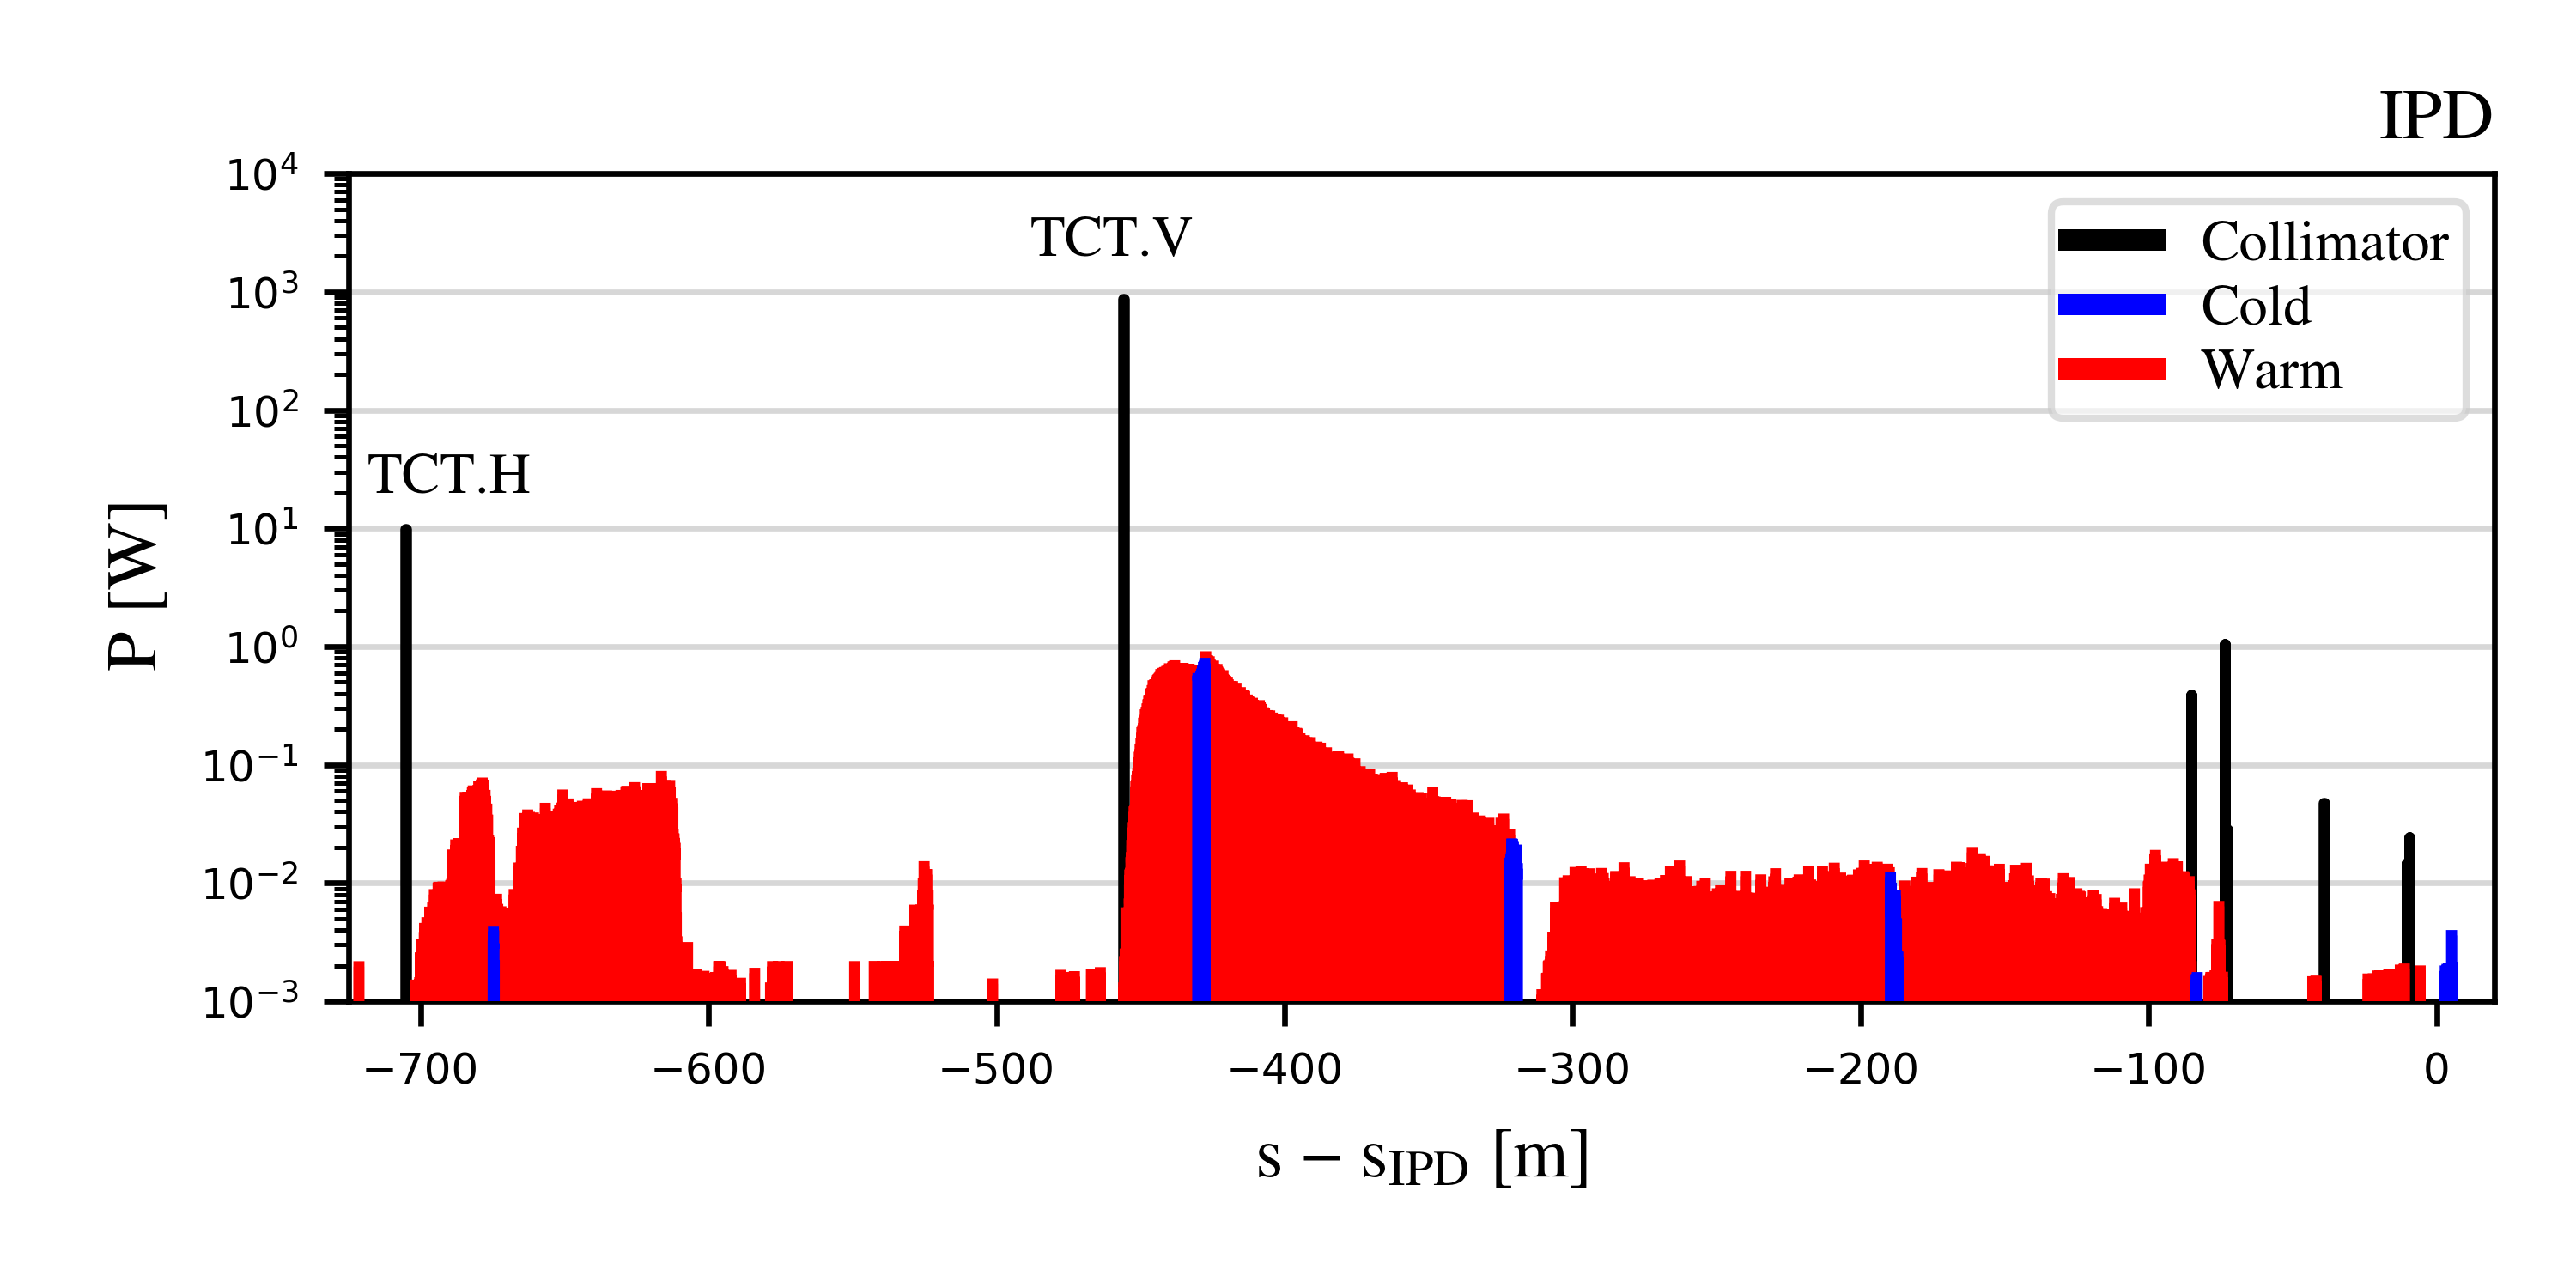 IPD
10⁴
10³
10²
10¹
10⁰
10⁻¹
10⁻²
10⁻³
P [W]
TCT.H
TCT.V
Collimator
Cold
Warm
−700 −600 −500 −400 −300 −200 −100 0
s − s_IPD [m]